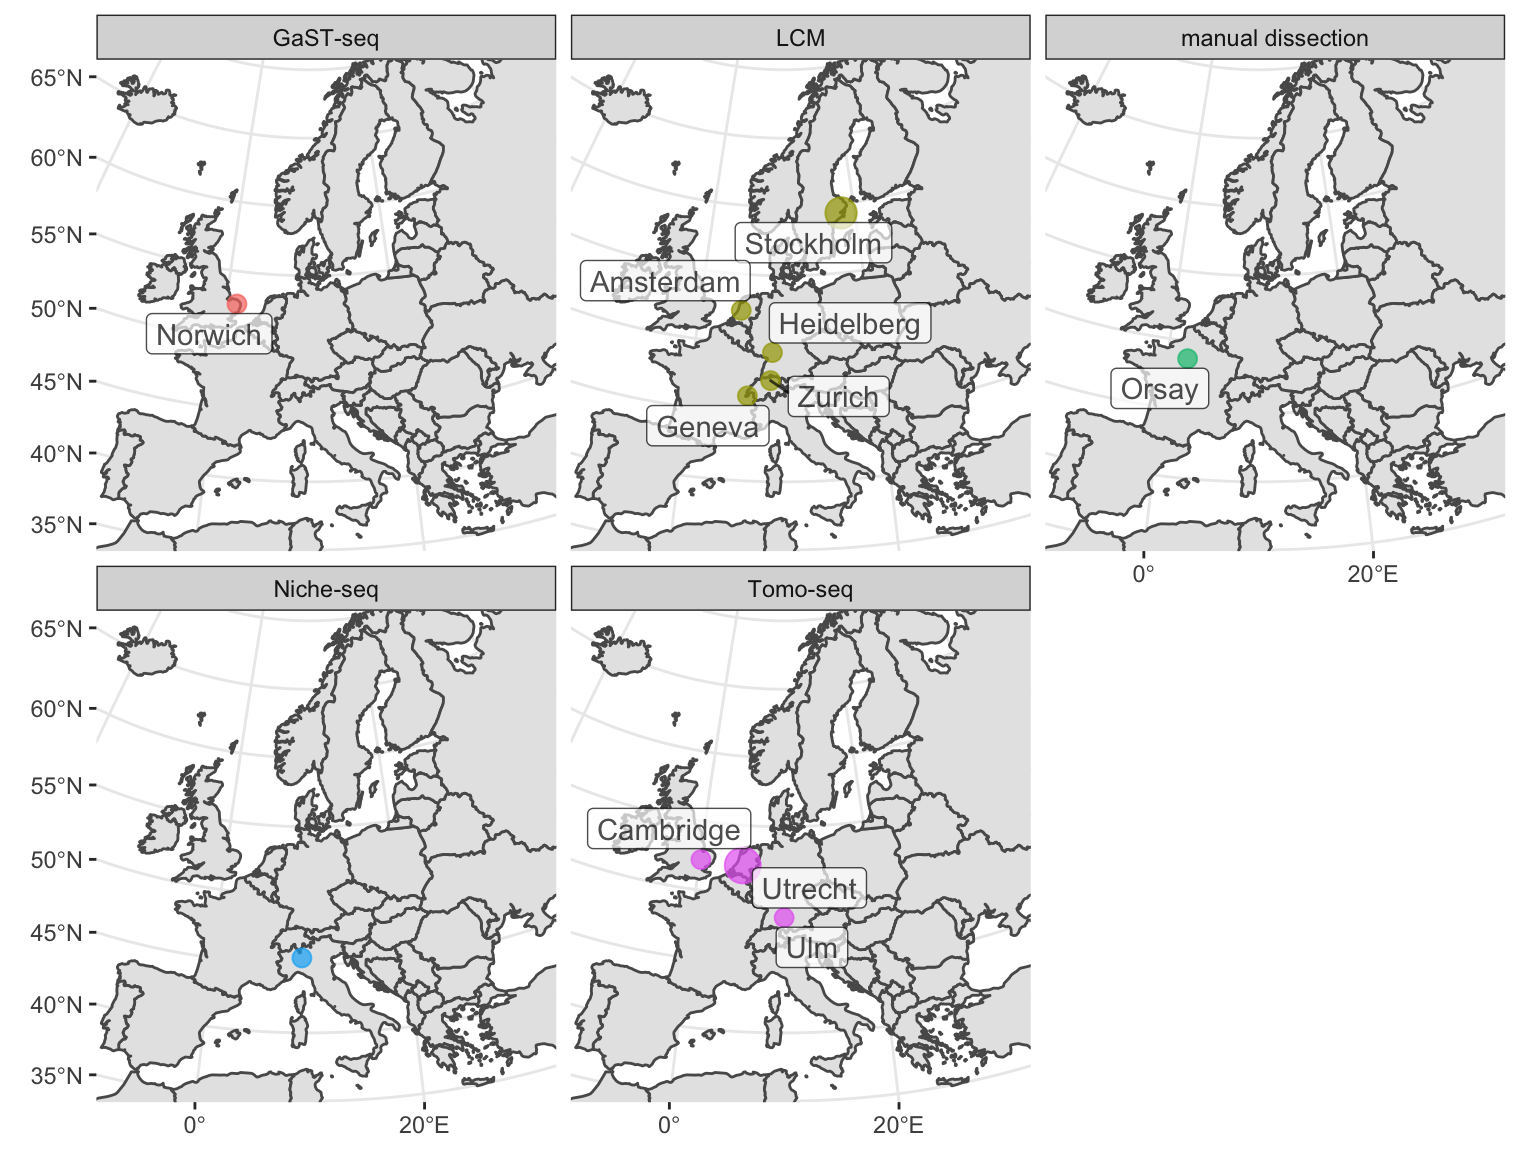 GaST-seq
LCM
manual dissection
65°N
60°N
55°N
50°N
45°N
40°N
35°N
Norwich
Stockholm
Amsterdam
Heidelberg
Zurich
Geneva
Orsay
0°
20°E
Niche-seq
Tomo-seq
65°N
60°N
55°N
50°N
45°N
40°N
35°N
Cambridge
Utrecht
Ulm
0°
20°E
0°
20°E